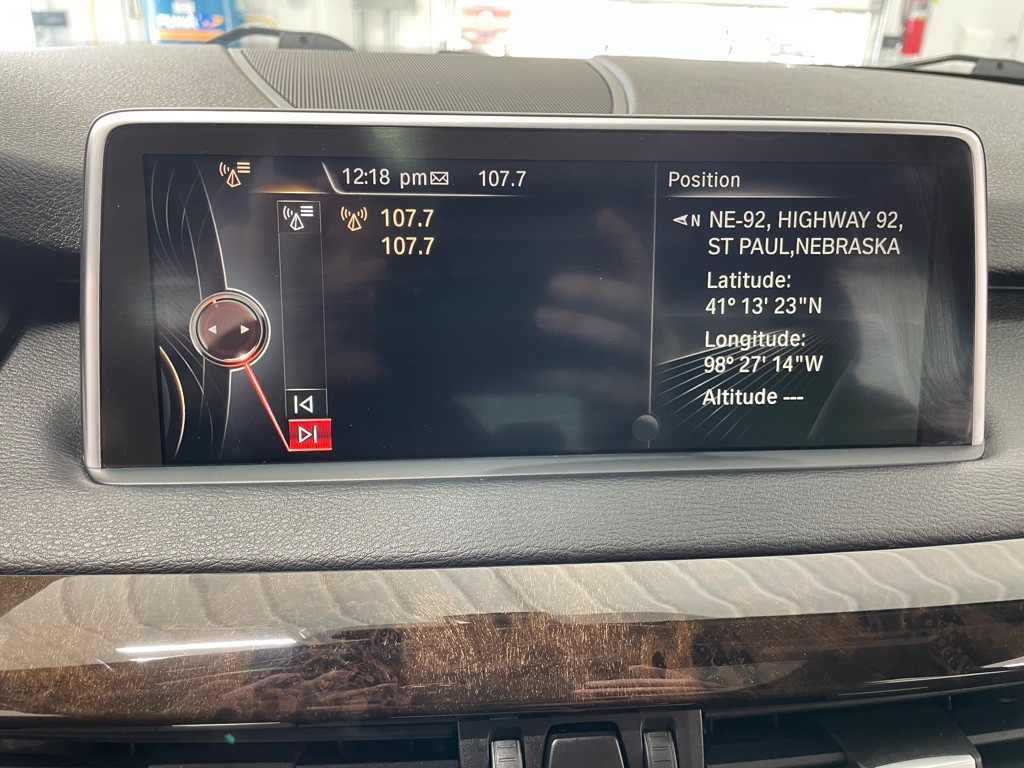 12:18 pm 107.7
107.7
107.7
Position
N NE-92, HIGHWAY 92,
ST PAUL,NEBRASKA
Latitude:
41° 13' 23"N
Longitude:
98° 27' 14"W
Altitude ---